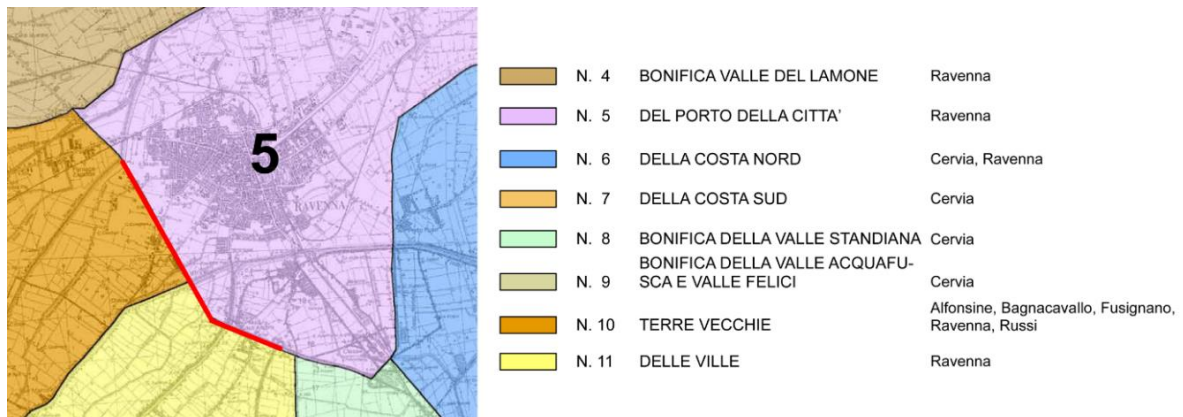 5
RAVENNA
N. 4 BONIFICA VALLE DEL LAMONE Ravenna
N. 5 DEL PORTO DELLA CITTA' Ravenna
N. 6 DELLA COSTA NORD Cervia, Ravenna
N. 7 DELLA COSTA SUD Cervia
N. 8 BONIFICA DELLA VALLE STANDIANA Cervia
N. 9 BONIFICA DELLA VALLE ACQUAFU-
SCA E VALLE FELICI Cervia
N. 10 TERRE VECCHIE Alfonsine, Bagnacavallo, Fusignano,
Ravenna, Russi
N. 11 DELLE VILLE Ravenna